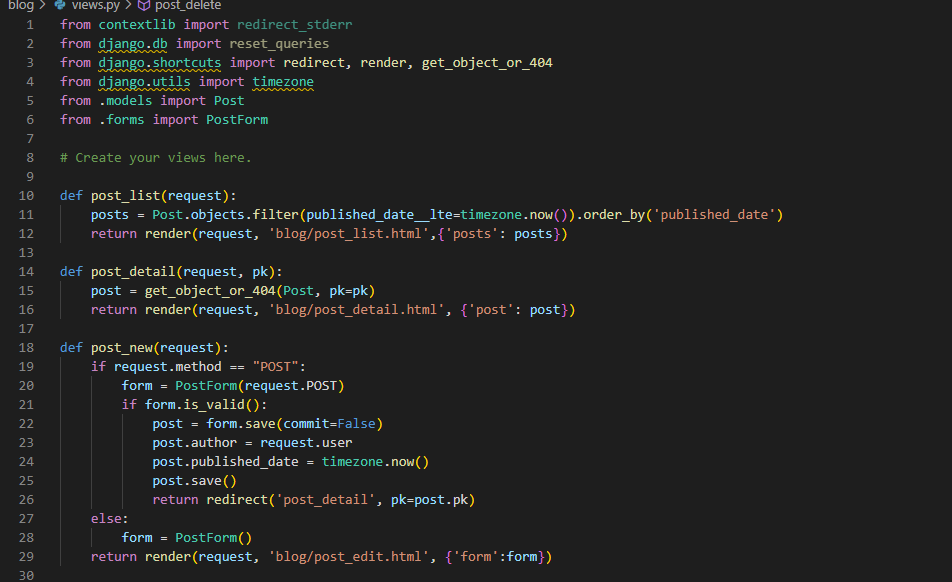 blog > views.py > post_delete
1 from contextlib import redirect_stderr
2 from django.db import reset_queries
3 from django.shortcuts import redirect, render, get_object_or_404
4 from django.utils import timezone
5 from .models import Post
6 from .forms import PostForm
7
8 # Create your views here.
9
10 def post_list(request):
11     posts = Post.objects.filter(published_date__lte=timezone.now()).order_by('published_date')
12     return render(request, 'blog/post_list.html',{'posts': posts})
13
14 def post_detail(request, pk):
15     post = get_object_or_404(Post, pk=pk)
16     return render(request, 'blog/post_detail.html', {'post': post})
17
18 def post_new(request):
19     if request.method == "POST":
20         form = PostForm(request.POST)
21         if form.is_valid():
22             post = form.save(commit=False)
23             post.author = request.user
24             post.published_date = timezone.now()
25             post.save()
26             return redirect('post_detail', pk=post.pk)
27     else:
28         form = PostForm()
29     return render(request, 'blog/post_edit.html', {'form':form})
30